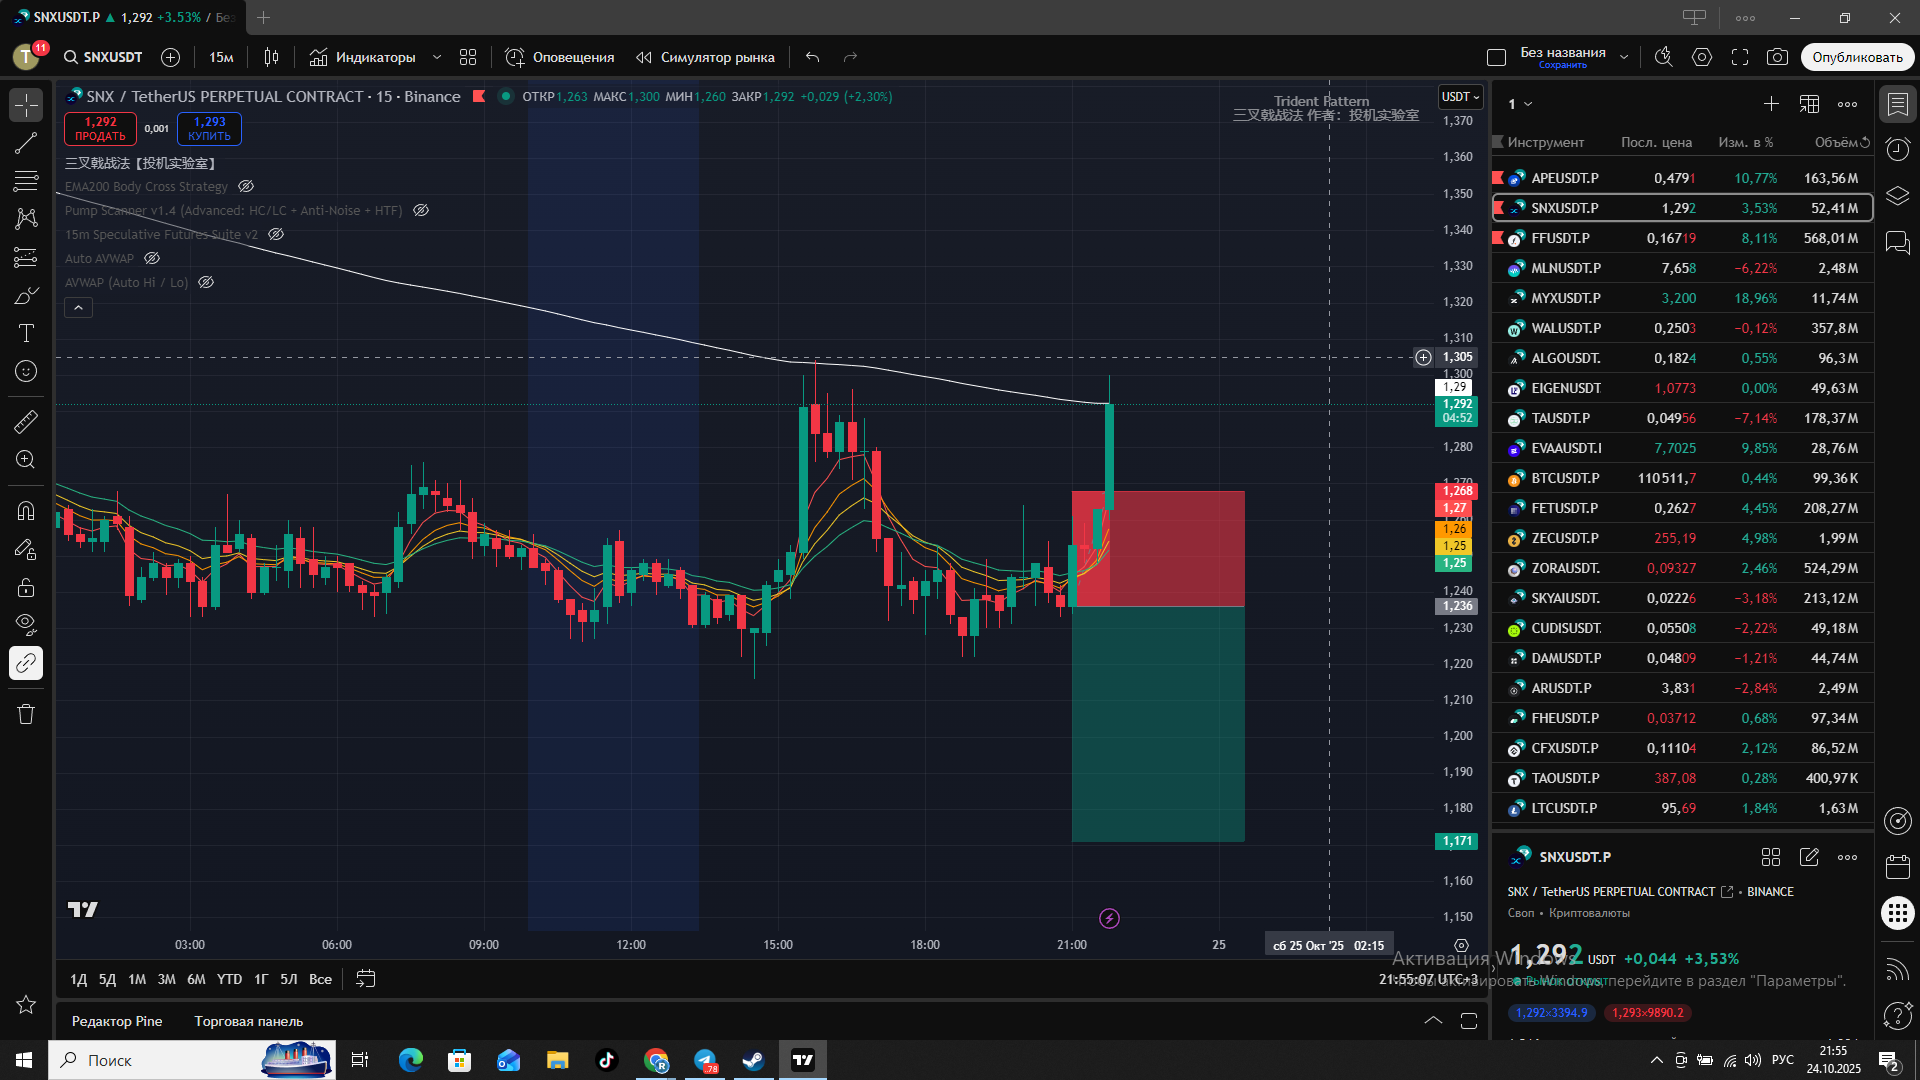 SNXUSDT.P ▲ 1,292 +3.53% / Без
T 11 SNXUSDT 15м Индикаторы Оповещения Симулятор рынка Без названия Сохранить Опубликовать
SNX / TetherUS PERPETUAL CONTRACT · 15 · Binance ОТКР1,263 МАКС1,300 МИН1,260 ЗАКР1,292 +0,029 (+2,30%)
1,292 ПРОДАТЬ 0,001 1,293 КУПИТЬ
三叉戟战法【投机实验室】
EMA200 Body Cross Strategy
Pump Scanner v1.4 (Advanced: HC/LC + Anti-Noise + HTF)
15m Speculative Futures Suite v2
Auto AVWAP
AVWAP (Auto Hi / Lo)
Trident Pattern
三叉戟战法 作者：投机实验室
USDT
1,370
1,360
1,350
1,340
1,330
1,320
1,310
1,305
1,300
1,29
1,292
04:52
1,280
1,270
1,268
1,27
1,260
1,26
1,25
1,25
1,240
1,236
1,230
1,220
1,210
1,200
1,190
1,180
1,171
1,160
1,150
03:00 06:00 09:00 12:00 15:00 18:00 21:00 25 сб 25 Окт '25 02:15
1Д 5Д 1М 3М 6М YTD 1Г 5Л Все
21:55:07 UTC+3
Редактор Pine Торговая панель
1
Инструмент Посл. цена Изм. в % Объём
APEUSDT.P 0,4791 10,77% 163,56 M
SNXUSDT.P 1,292 3,53% 52,41 M
FFUSDT.P 0,16719 8,11% 568,01 M
MLNUSDT.P 7,658 −6,22% 2,48 M
MYXUSDT.P 3,200 18,96% 11,74 M
WALUSDT.P 0,2503 −0,12% 357,8 M
ALGOUSDT. 0,1824 0,55% 96,3 M
EIGENUSDT 1,0773 0,00% 49,63 M
TAUSDT.P 0,04956 −7,14% 178,37 M
EVAAUSDT.I 7,7025 9,85% 28,76 M
BTCUSDT.P 110 511,7 0,44% 99,36 K
FETUSDT.P 0,2627 4,45% 208,27 M
ZECUSDT.P 255,19 4,98% 1,99 M
ZORAUSDT. 0,09327 2,46% 524,29 M
SKYAIUSDT. 0,02226 −3,18% 213,12 M
CUDISUSDT. 0,05508 −2,22% 49,18 M
DAMUSDT.P 0,04809 −1,21% 44,74 M
ARUSDT.P 3,831 −2,84% 2,49 M
FHEUSDT.P 0,03712 0,68% 97,34 M
CFXUSDT.P 0,11104 2,12% 86,52 M
TAOUSDT.P 387,08 0,28% 400,97 K
LTCUSDT.P 95,69 1,84% 1,63 M
SNXUSDT.P
SNX / TetherUS PERPETUAL CONTRACT · BINANCE
Своп · Криптовалюты
1,292 USDT +0,044 +3,53%
Активация Windows
Чтобы активировать Windows, перейдите в раздел "Параметры".
1,292×3394.9 1,293×9890.2
Поиск
.78
РУС
21:55
24.10.2025
2